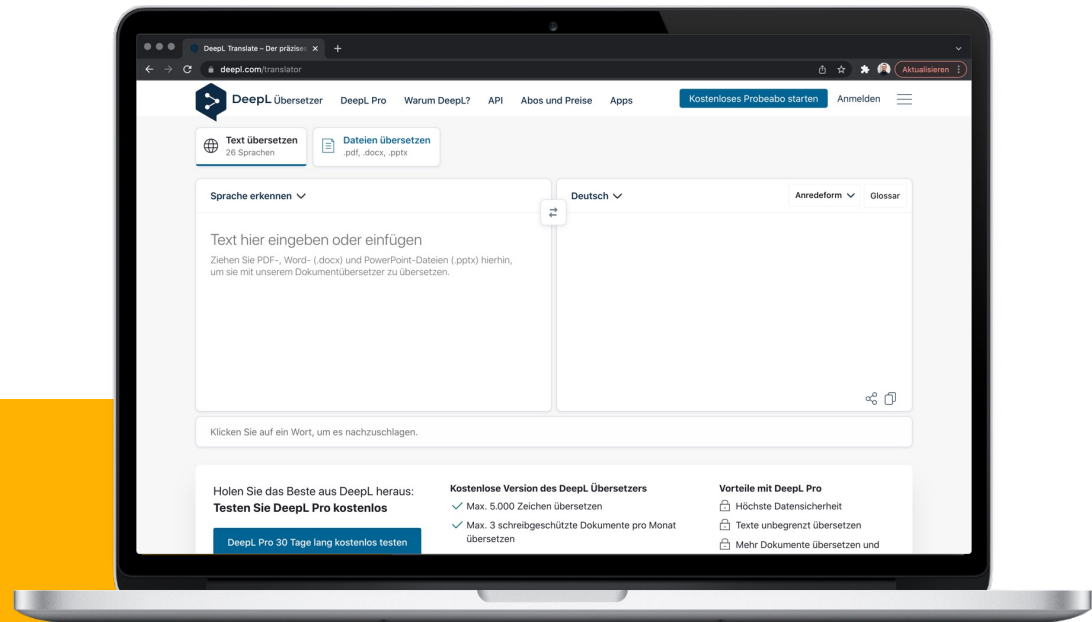 DeepL Translate – Der präzises
deepl.com/translator
Aktualisieren
DeepL Übersetzer
DeepL Pro
Warum DeepL?
API
Abos und Preise
Apps
Kostenloses Probeabo starten
Anmelden
Text übersetzen
26 Sprachen
Dateien übersetzen
.pdf, .docx, .pptx
Sprache erkennen
Deutsch
Anredeform
Glossar
Text hier eingeben oder einfügen
Ziehen Sie PDF-, Word- (.docx) und PowerPoint-Dateien (.pptx) hierhin,
um sie mit unserem Dokumentübersetzer zu übersetzen.
Klicken Sie auf ein Wort, um es nachzuschlagen.
Holen Sie das Beste aus DeepL heraus:
Testen Sie DeepL Pro kostenlos
DeepL Pro 30 Tage lang kostenlos testen
Kostenlose Version des DeepL Übersetzers
Max. 5.000 Zeichen übersetzen
Max. 3 schreibgeschützte Dokumente pro Monat
übersetzen
Vorteile mit DeepL Pro
Höchste Datensicherheit
Texte unbegrenzt übersetzen
Mehr Dokumente übersetzen und